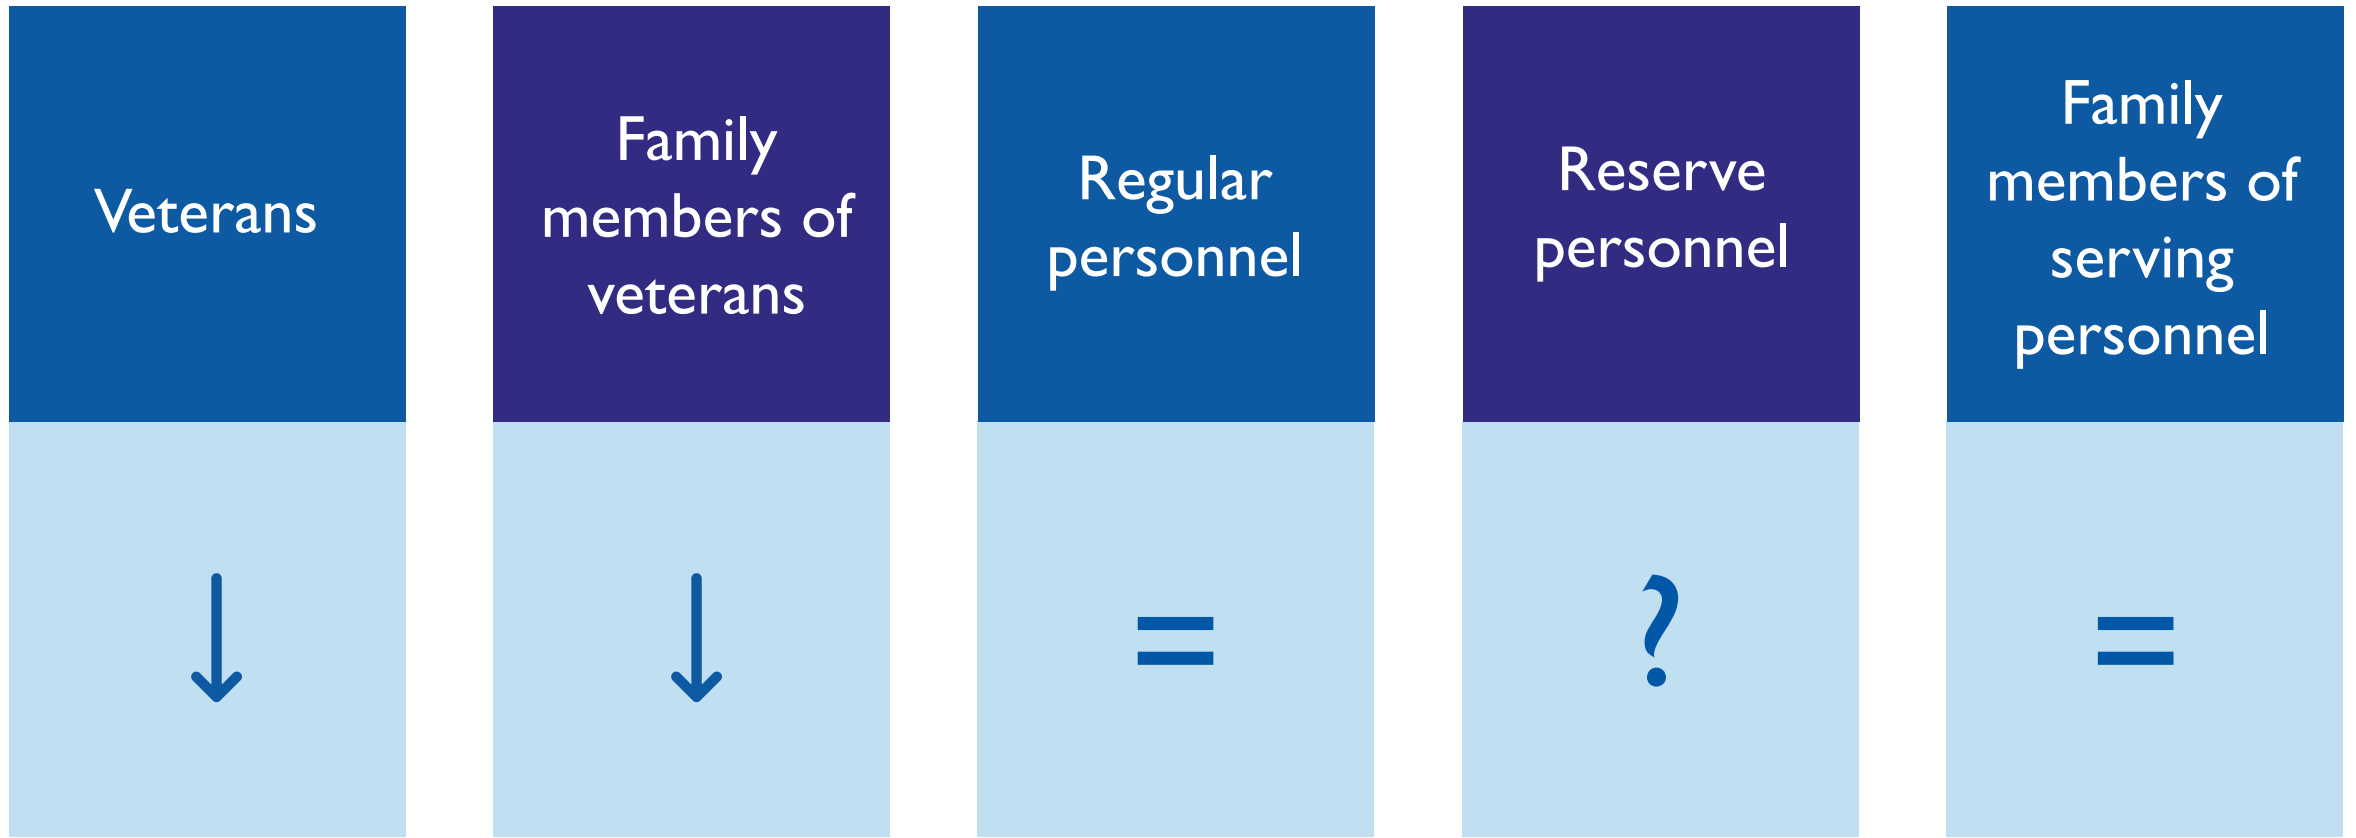 Veterans
Family
members of
veterans
Regular
personnel
Reserve
personnel
Family
members of
serving
personnel
↓
↓
=
?
=